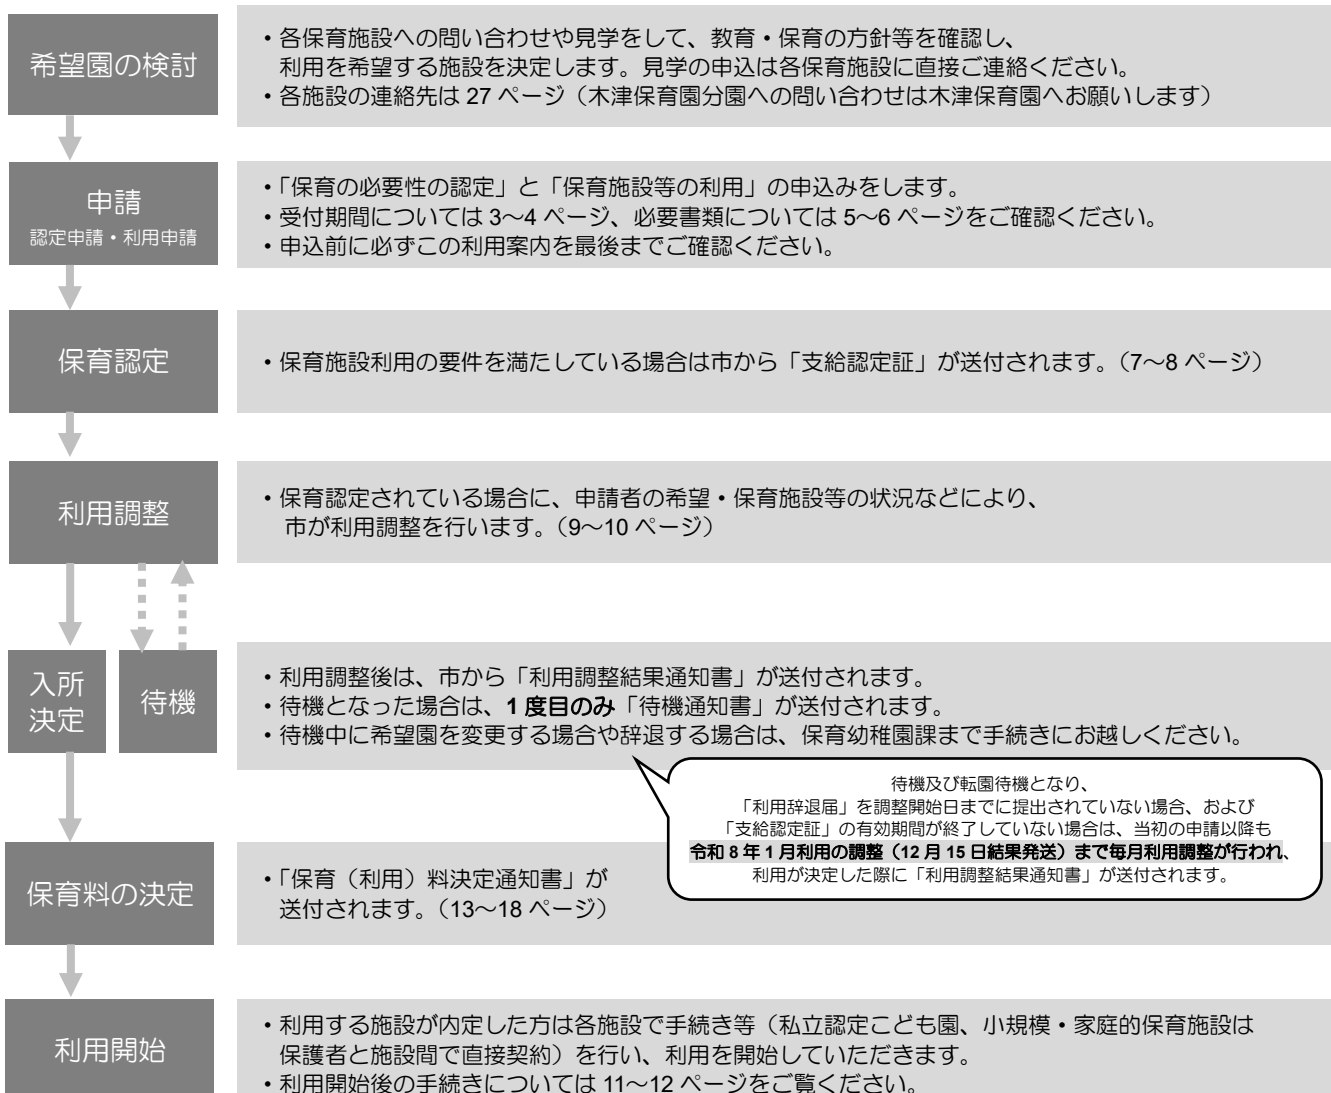 希望園の検討
・各保育施設への問い合わせや見学をして、教育・保育の方針等を確認し、
利用を希望する施設を決定します。見学の申込は各保育施設に直接ご連絡ください。
・各施設の連絡先は 27 ページ（木津保育園分園への問い合わせは木津保育園へお願いします）
申請
認定申請・利用申請
・「保育の必要性の認定」と「保育施設等の利用」の申込みをします。
・受付期間については 3～4 ページ、必要書類については 5～6 ページをご確認ください。
・申込前に必ずこの利用案内を最後までご確認ください。
保育認定
・保育施設利用の要件を満たしている場合は市から「支給認定証」が送付されます。（7～8 ページ）
利用調整
・保育認定されている場合に、申請者の希望・保育施設等の状況などにより、
市が利用調整を行います。（9～10 ページ）
入所
決定
待機
・利用調整後は、市から「利用調整結果通知書」が送付されます。
・待機となった場合は、1 度目のみ「待機通知書」が送付されます。
・待機中に希望園を変更する場合や辞退する場合は、保育幼稚園課まで手続きにお越しください。
待機及び転園待機となり、
「利用辞退届」を調整開始日までに提出されていない場合、および
「支給認定証」の有効期間が終了していない場合は、当初の申請以降も
令和 8 年 1 月利用の調整（12 月 15 日結果発送）まで毎月利用調整が行われ、
利用が決定した際に「利用調整結果通知書」が送付されます。
保育料の決定
・「保育（利用）料決定通知書」が
送付されます。（13～18 ページ）
利用開始
・利用する施設が内定した方は各施設で手続き等（私立認定こども園、小規模・家庭的保育施設は
保護者と施設間で直接契約）を行い、利用を開始していただきます。
・利用開始後の手続きについては 11～12 ページをご覧ください。